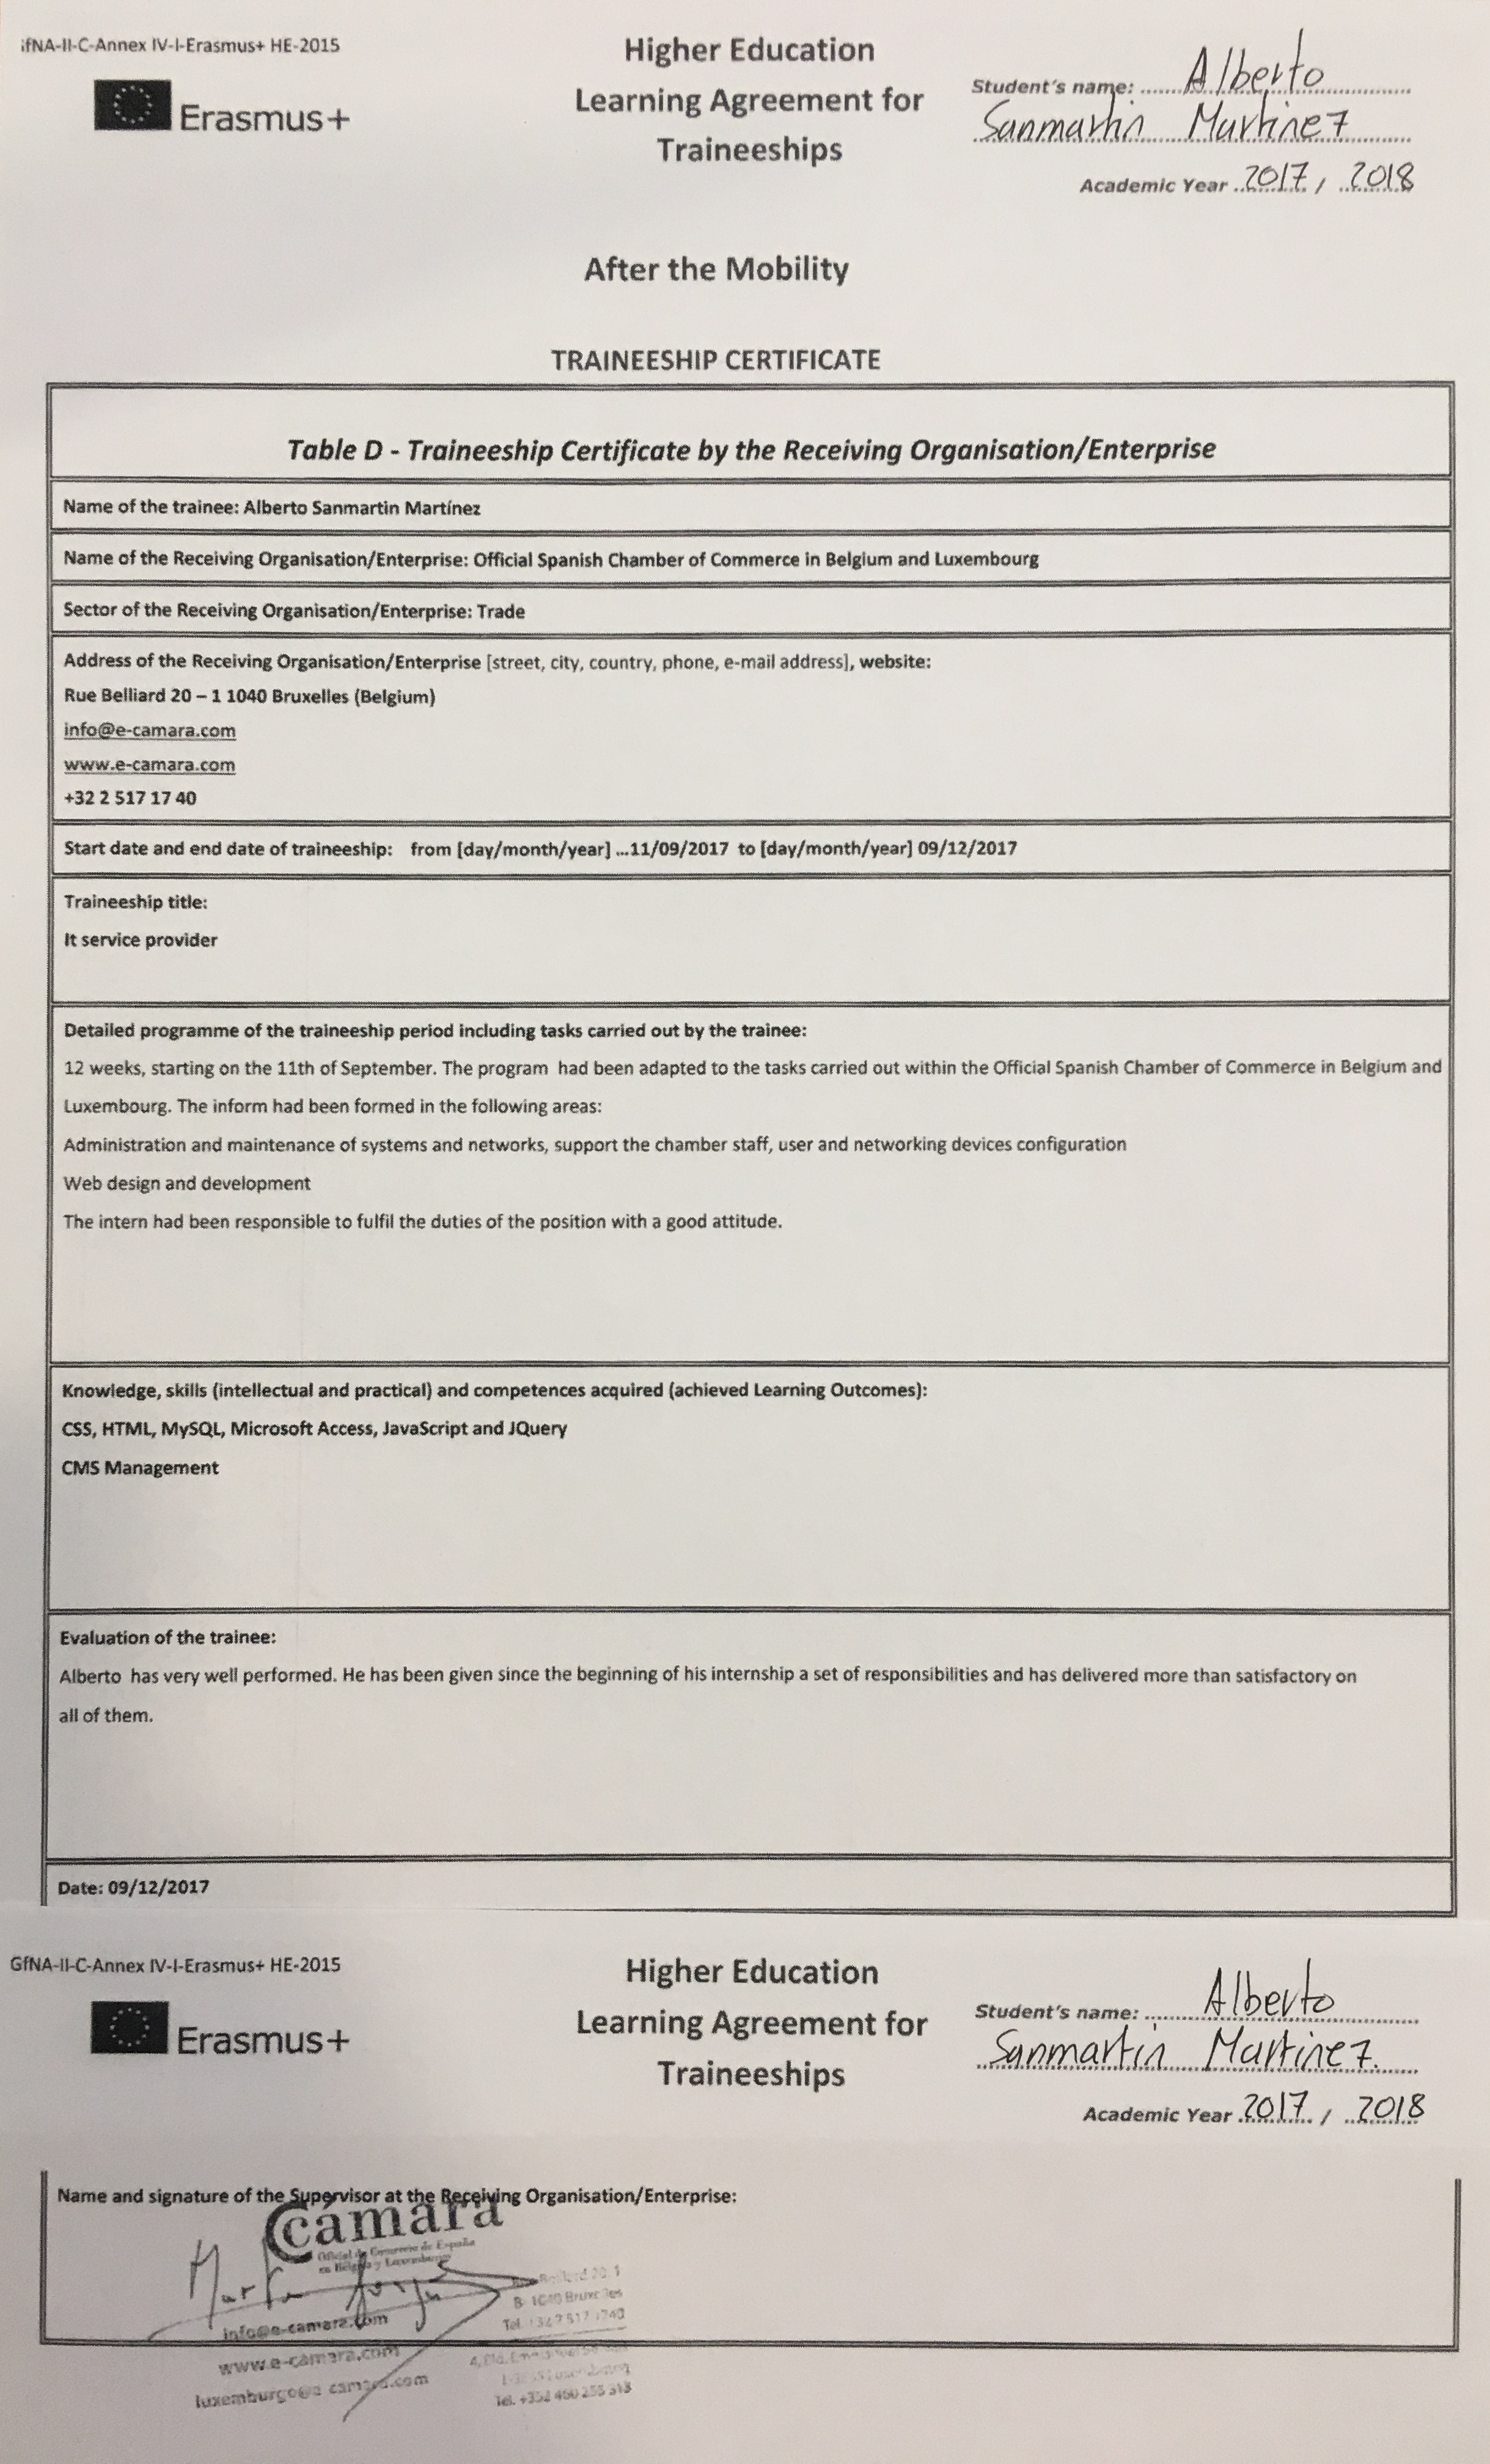 ifNA-II-C-Annex IV-I-Erasmus+ HE-2015
Erasmus+
Higher Education
Learning Agreement for
Traineeships
Student's name: Alberto
Sanmartin Martinez
Academic Year 2017 / 2018
After the Mobility
TRAINEESHIP CERTIFICATE
Table D - Traineeship Certificate by the Receiving Organisation/Enterprise
Name of the trainee: Alberto Sanmartin Martínez
Name of the Receiving Organisation/Enterprise: Official Spanish Chamber of Commerce in Belgium and Luxembourg
Sector of the Receiving Organisation/Enterprise: Trade
Address of the Receiving Organisation/Enterprise [street, city, country, phone, e-mail address], website:
Rue Belliard 20 – 1 1040 Bruxelles (Belgium)
info@e-camara.com
www.e-camara.com
+32 2 517 17 40
Start date and end date of traineeship: from [day/month/year] ...11/09/2017 to [day/month/year] 09/12/2017
Traineeship title:
It service provider
Detailed programme of the traineeship period including tasks carried out by the trainee:
12 weeks, starting on the 11th of September. The program had been adapted to the tasks carried out within the Official Spanish Chamber of Commerce in Belgium and
Luxembourg. The inform had been formed in the following areas:
Administration and maintenance of systems and networks, support the chamber staff, user and networking devices configuration
Web design and development
The intern had been responsible to fulfil the duties of the position with a good attitude.
Knowledge, skills (intellectual and practical) and competences acquired (achieved Learning Outcomes):
CSS, HTML, MySQL, Microsoft Access, JavaScript and JQuery
CMS Management
Evaluation of the trainee:
Alberto has very well performed. He has been given since the beginning of his internship a set of responsibilities and has delivered more than satisfactory on
all of them.
Date: 09/12/2017
GfNA-II-C-Annex IV-I-Erasmus+ HE-2015
Erasmus+
Higher Education
Learning Agreement for
Traineeships
Student's name: Alberto
Sanmartin Martinez.
Academic Year 2017 / 2018
Name and signature of the Supervisor at the Receiving Organisation/Enterprise:
cámara
Oficial de Comercio de España
en Bélgica y Luxemburgo
info@e-camara.com
www.e-camara.com
luxemburgo@e-camara.com
Belliard 20, 1
B-1040 Bruxelles
Tel. +32 2 517 1740
Tel. +352 460 255 313